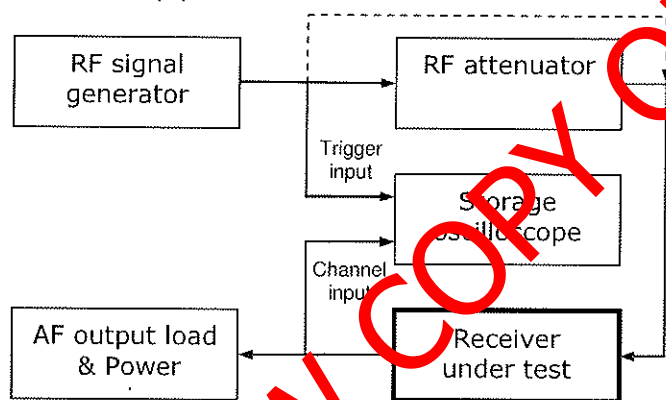 RF signal
generator
RF attenuator
Trigger
input
Storage
oscilloscope
Channel
input
AF output load
& Power
Receiver
under test
COPY